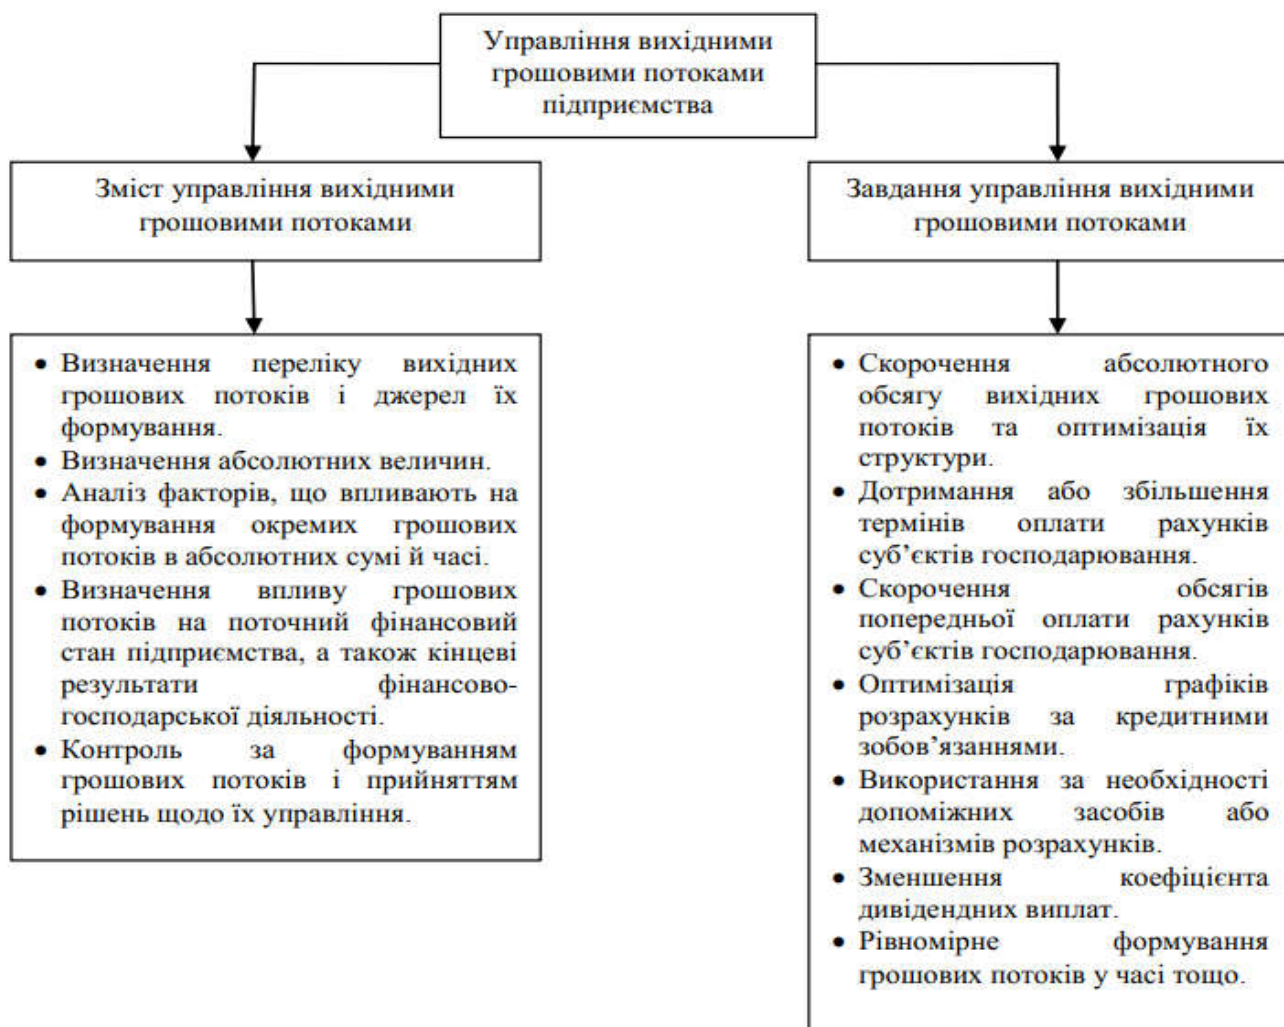 Управління вихідними
грошовими потоками
підприємства
Зміст управління вихідними
грошовими потоками
Завдання управління вихідними
грошовими потоками
• Визначення переліку вихідних
грошових потоків і джерел їх
формування.
• Визначення абсолютних величин.
• Аналіз факторів, що впливають на
формування окремих грошових
потоків в абсолютних сумі й часі.
• Визначення впливу грошових
потоків на поточний фінансовий
стан підприємства, а також кінцеві
результати фінансово-
господарської діяльності.
• Контроль за формуванням
грошових потоків і прийняттям
рішень щодо їх управління.
• Скорочення абсолютного
обсягу вихідних грошових
потоків та оптимізація їх
структури.
• Дотримання або збільшення
термінів оплати рахунків
суб’єктів господарювання.
• Скорочення обсягів
попередньої оплати рахунків
суб’єктів господарювання.
• Оптимізація графіків
розрахунків за кредитними
зобов’язаннями.
• Використання за необхідності
допоміжних засобів або
механізмів розрахунків.
• Зменшення коефіцієнта
дивідендних виплат.
• Рівномірне формування
грошових потоків у часі тощо.